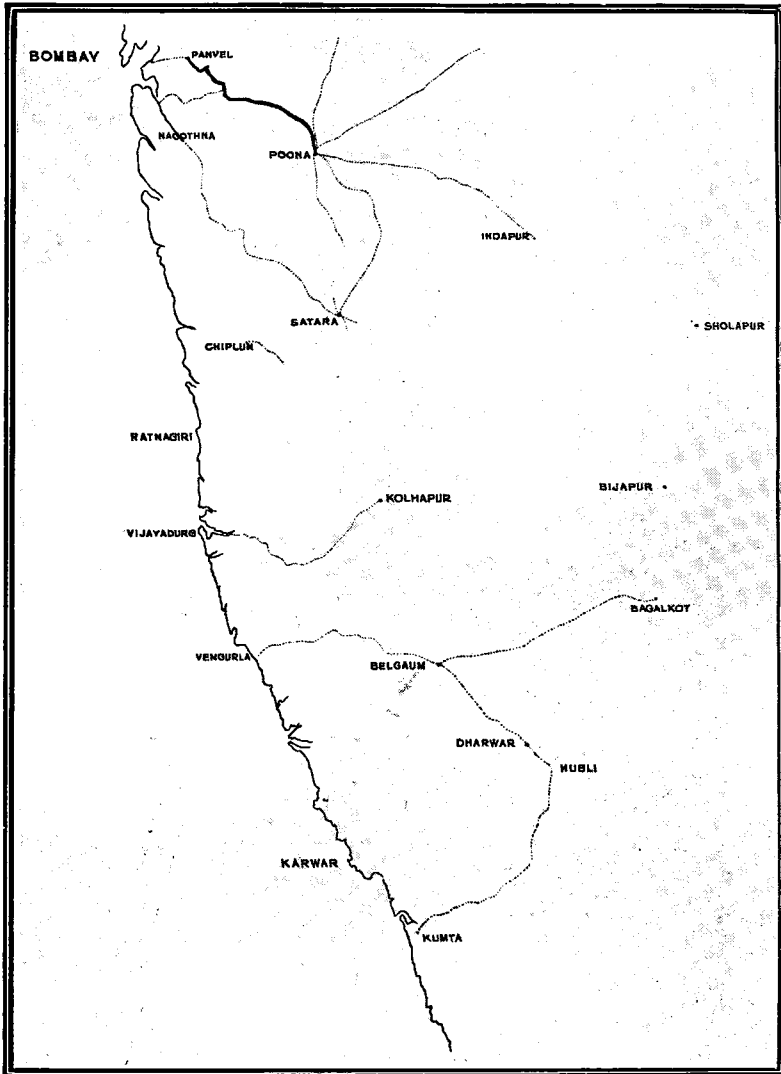 BOMBAY
PANVEL
NAGOTHNA
POONA
INDAPUR
SATARA
SHOLAPUR
CHIPLUN
RATNAGIRI
KOLHAPUR
BIJAPUR
VIJAYADURG
BAGALKOT
VENGURLA
BELGAUM
DHARWAR
HUBLI
KARWAR
KUMTA